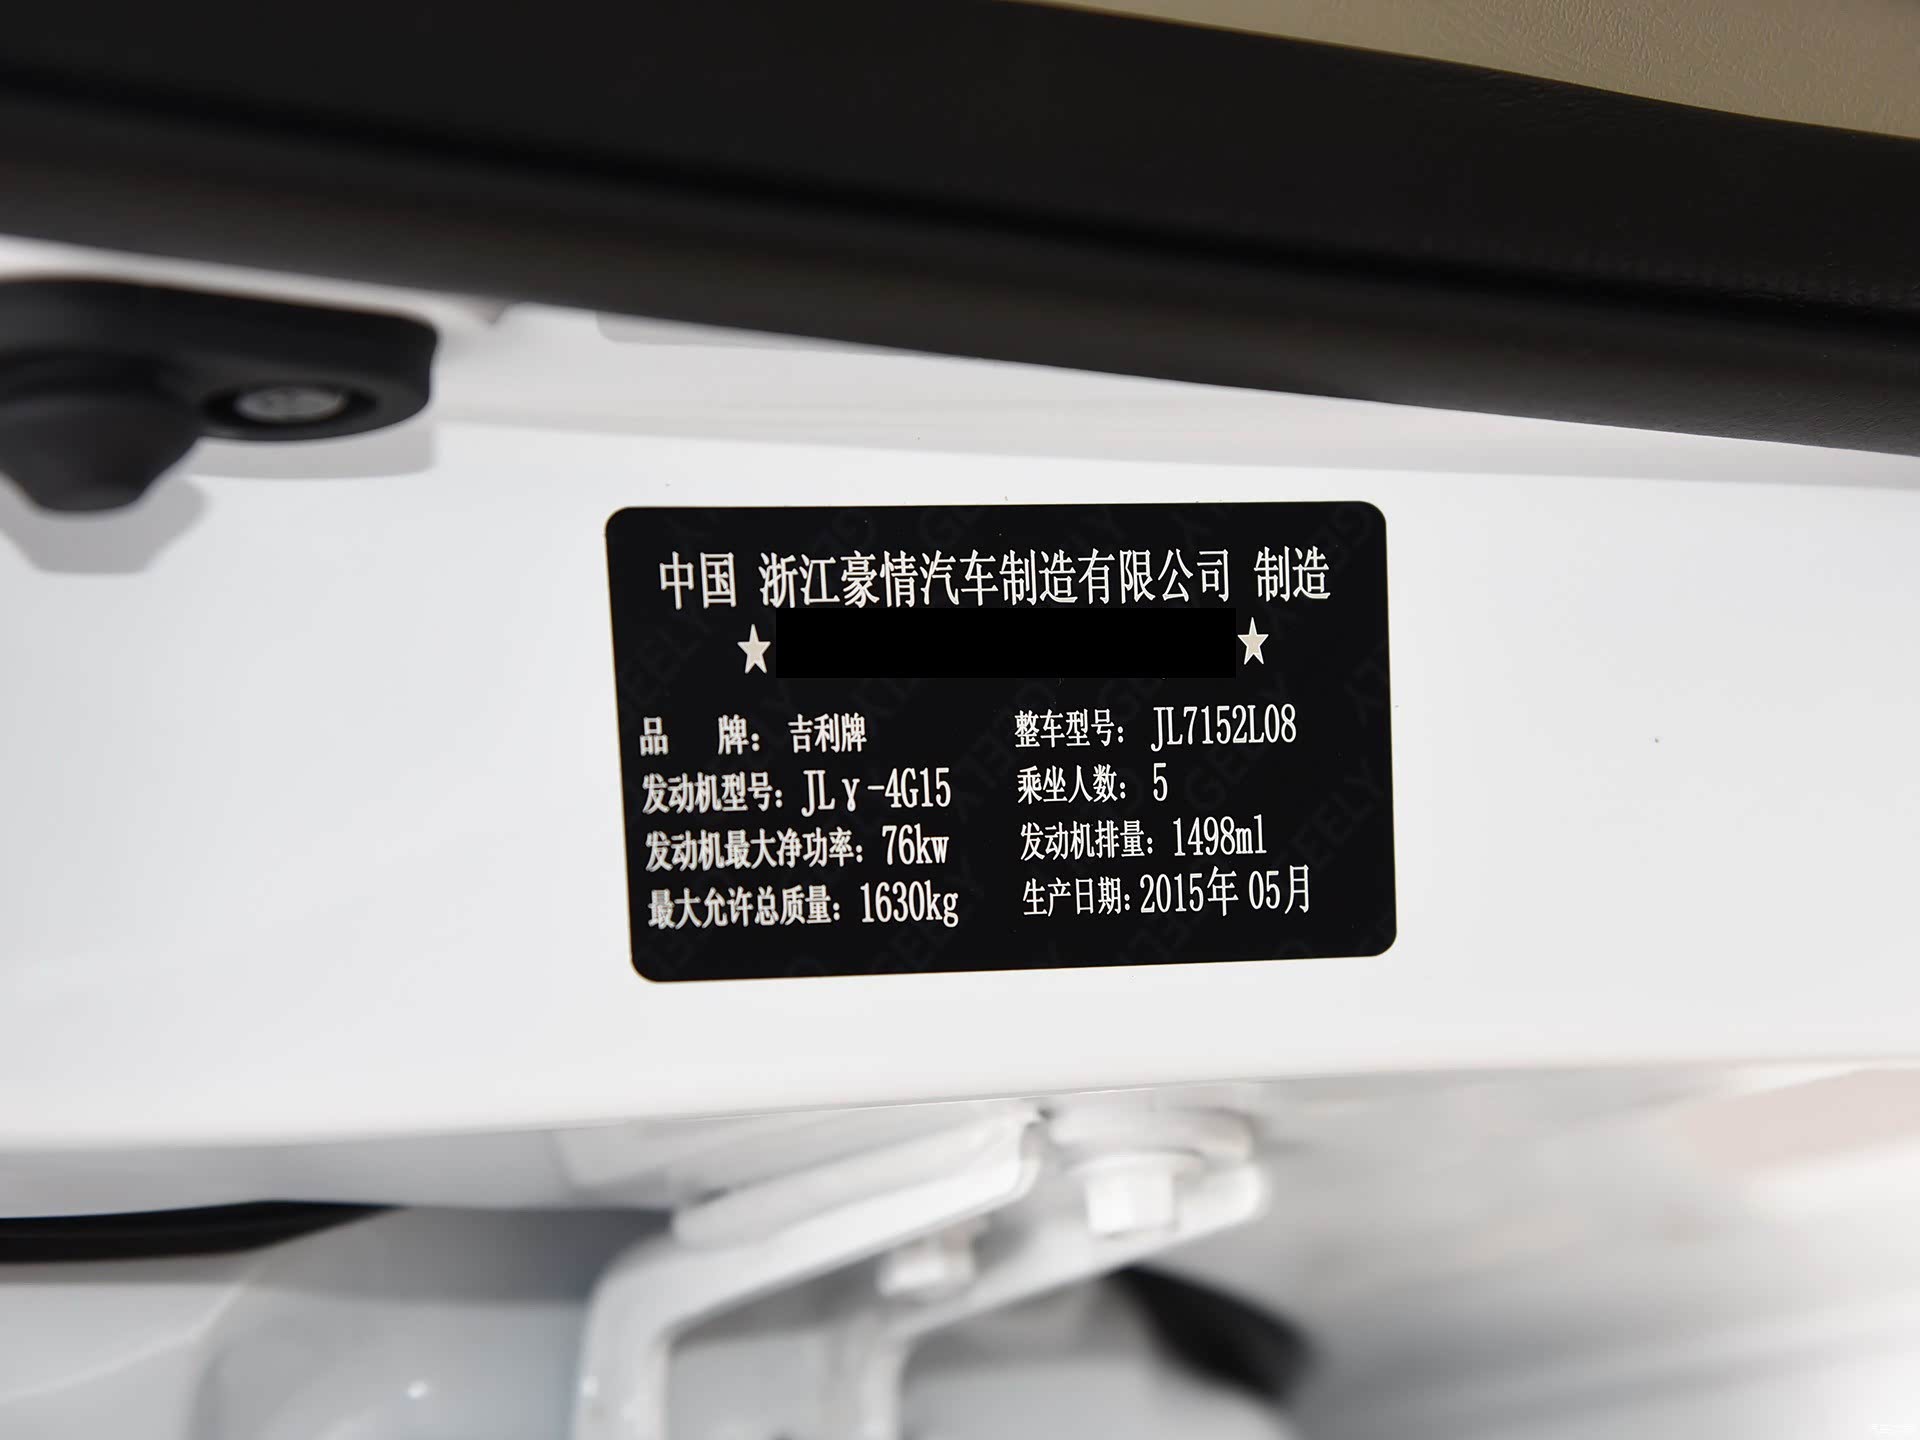 中国 浙江豪情汽车制造有限公司 制造
★ ★
品 牌：吉利牌 整车型号：JL7152L08
发动机型号：JLγ-4G15 乘坐人数：5
发动机最大净功率：76kw 发动机排量：1498ml
最大允许总质量：1630kg 生产日期：2015年 05月